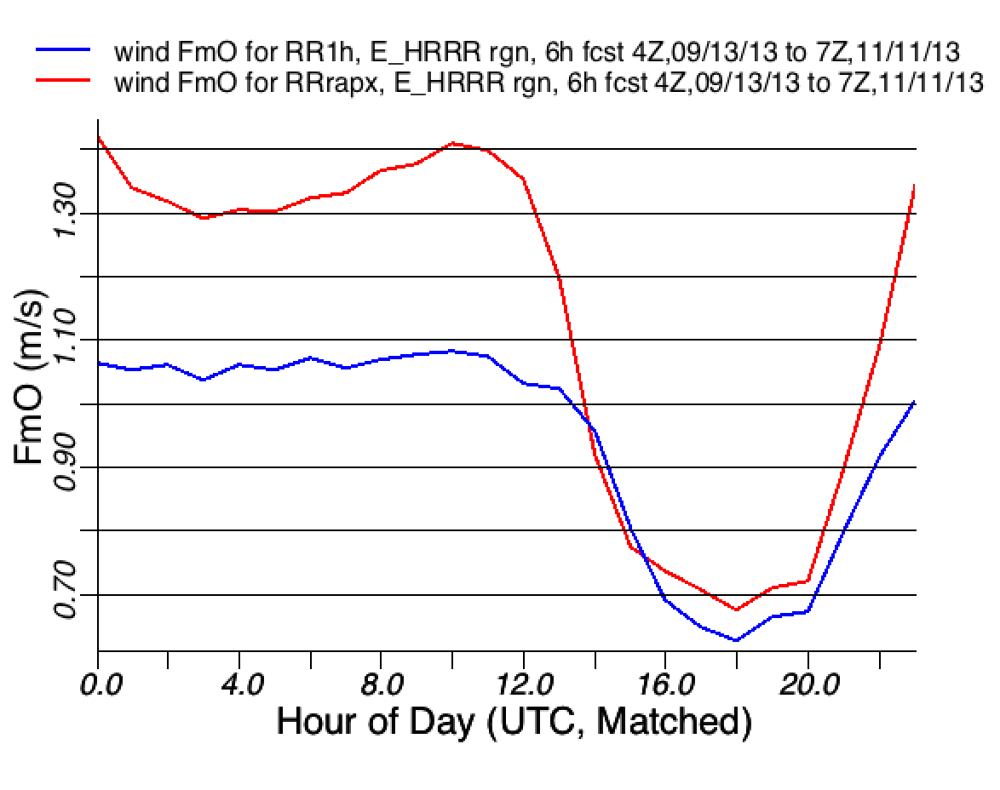 wind FmO for RR1h, E_HRRR rgn, 6h fcst 4Z,09/13/13 to 7Z,11/11/13
wind FmO for RRrapx, E_HRRR rgn, 6h fcst 4Z,09/13/13 to 7Z,11/11/13
FmO (m/s)
1.30
1.10
0.90
0.70
0.0 4.0 8.0 12.0 16.0 20.0
Hour of Day (UTC, Matched)